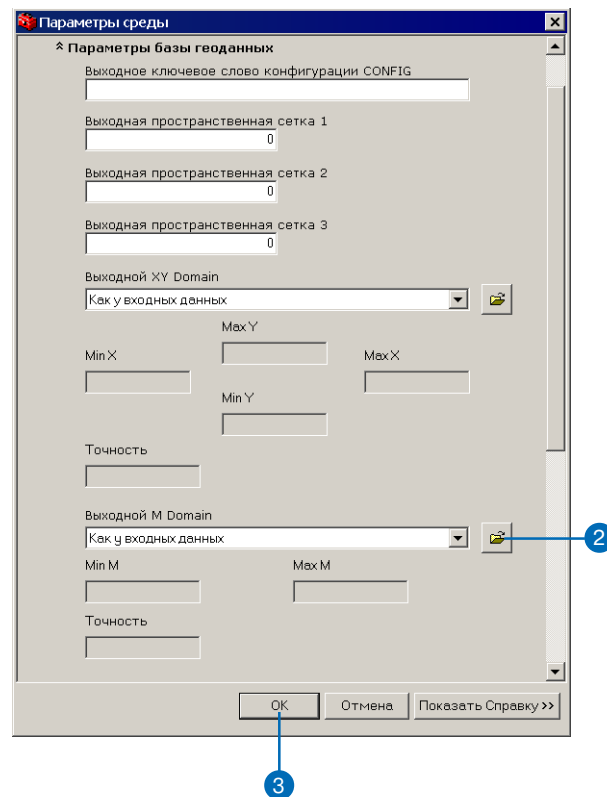 Параметры среды
Параметры базы геоданных
Выходное ключевое слово конфигурации CONFIG
Выходная пространственная сетка 1
0
Выходная пространственная сетка 2
0
Выходная пространственная сетка 3
0
Выходной XY Domain
Как у входных данных
Max Y
Min X
Max X
Min Y
Точность
Выходной M Domain
Как у входных данных
2
Min M
Max M
Точность
OK
Отмена
Показать Справку >>
3